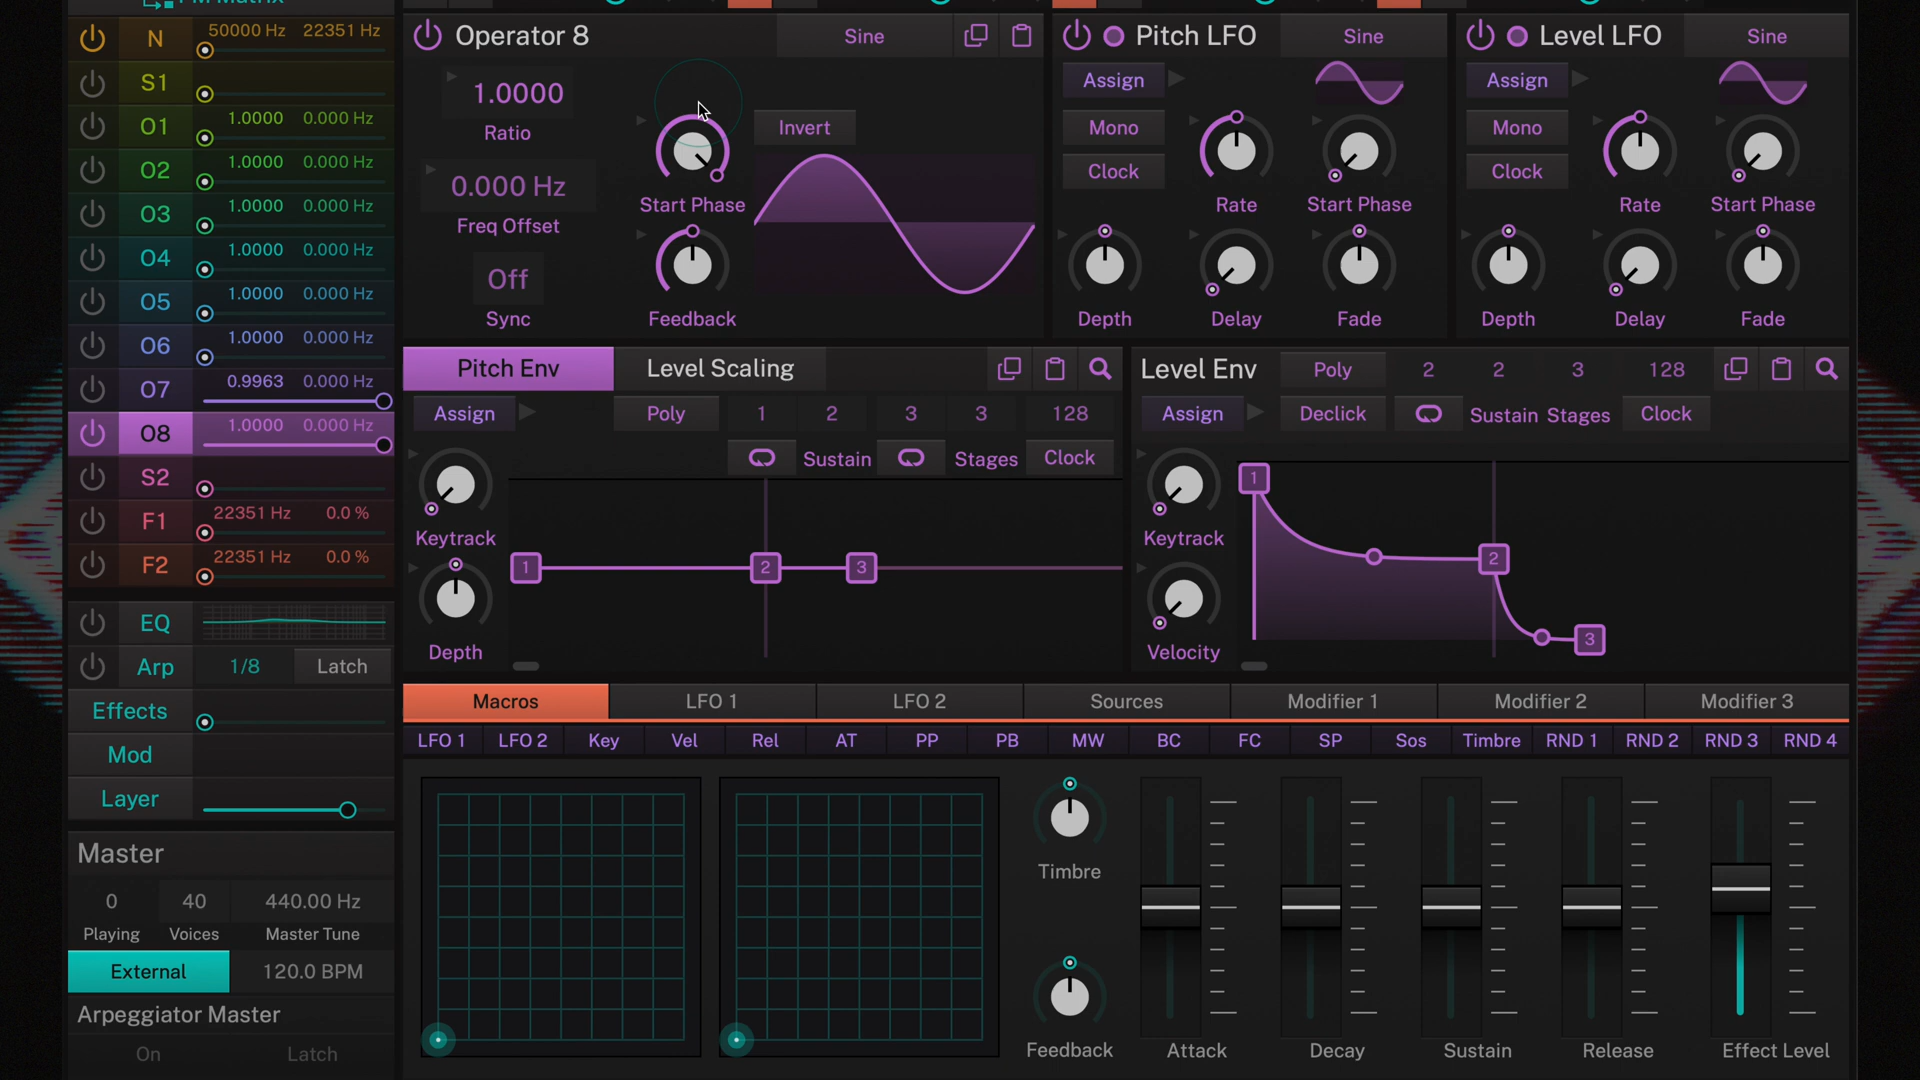 FM Matrix
N 50000 Hz 22351 Hz
S1
O1 1.0000 0.000 Hz
O2 1.0000 0.000 Hz
O3 1.0000 0.000 Hz
O4 1.0000 0.000 Hz
O5 1.0000 0.000 Hz
O6 1.0000 0.000 Hz
O7 0.9963 0.000 Hz
O8 1.0000 0.000 Hz
S2
F1 22351 Hz 0.0 %
F2 22351 Hz 0.0 %
EQ
Arp 1/8 Latch
Effects
Mod
Layer
Master
0 40 440.00 Hz
Playing Voices Master Tune
External 120.0 BPM
Arpeggiator Master
On Latch
Operator 8 Sine
1.0000
Ratio
0.000 Hz
Freq Offset
Off
Sync
Start Phase
Feedback
Invert
Pitch LFO Sine
Assign
Mono
Clock
Rate Start Phase
Depth Delay Fade
Level LFO Sine
Assign
Mono
Clock
Rate Start Phase
Depth Delay Fade
Pitch Env Level Scaling
Assign Poly 1 2 3 3 128
Sustain Stages Clock
Keytrack
Depth
1 2 3
Level Env Poly 2 2 3 128
Assign Declick Sustain Stages Clock
Keytrack
Velocity
1
2
3
Macros LFO 1 LFO 2 Sources Modifier 1 Modifier 2 Modifier 3
LFO 1 LFO 2 Key Vel Rel AT PP PB MW BC FC SP Sos Timbre RND 1 RND 2 RND 3 RND 4
Timbre
Feedback Attack Decay Sustain Release Effect Level